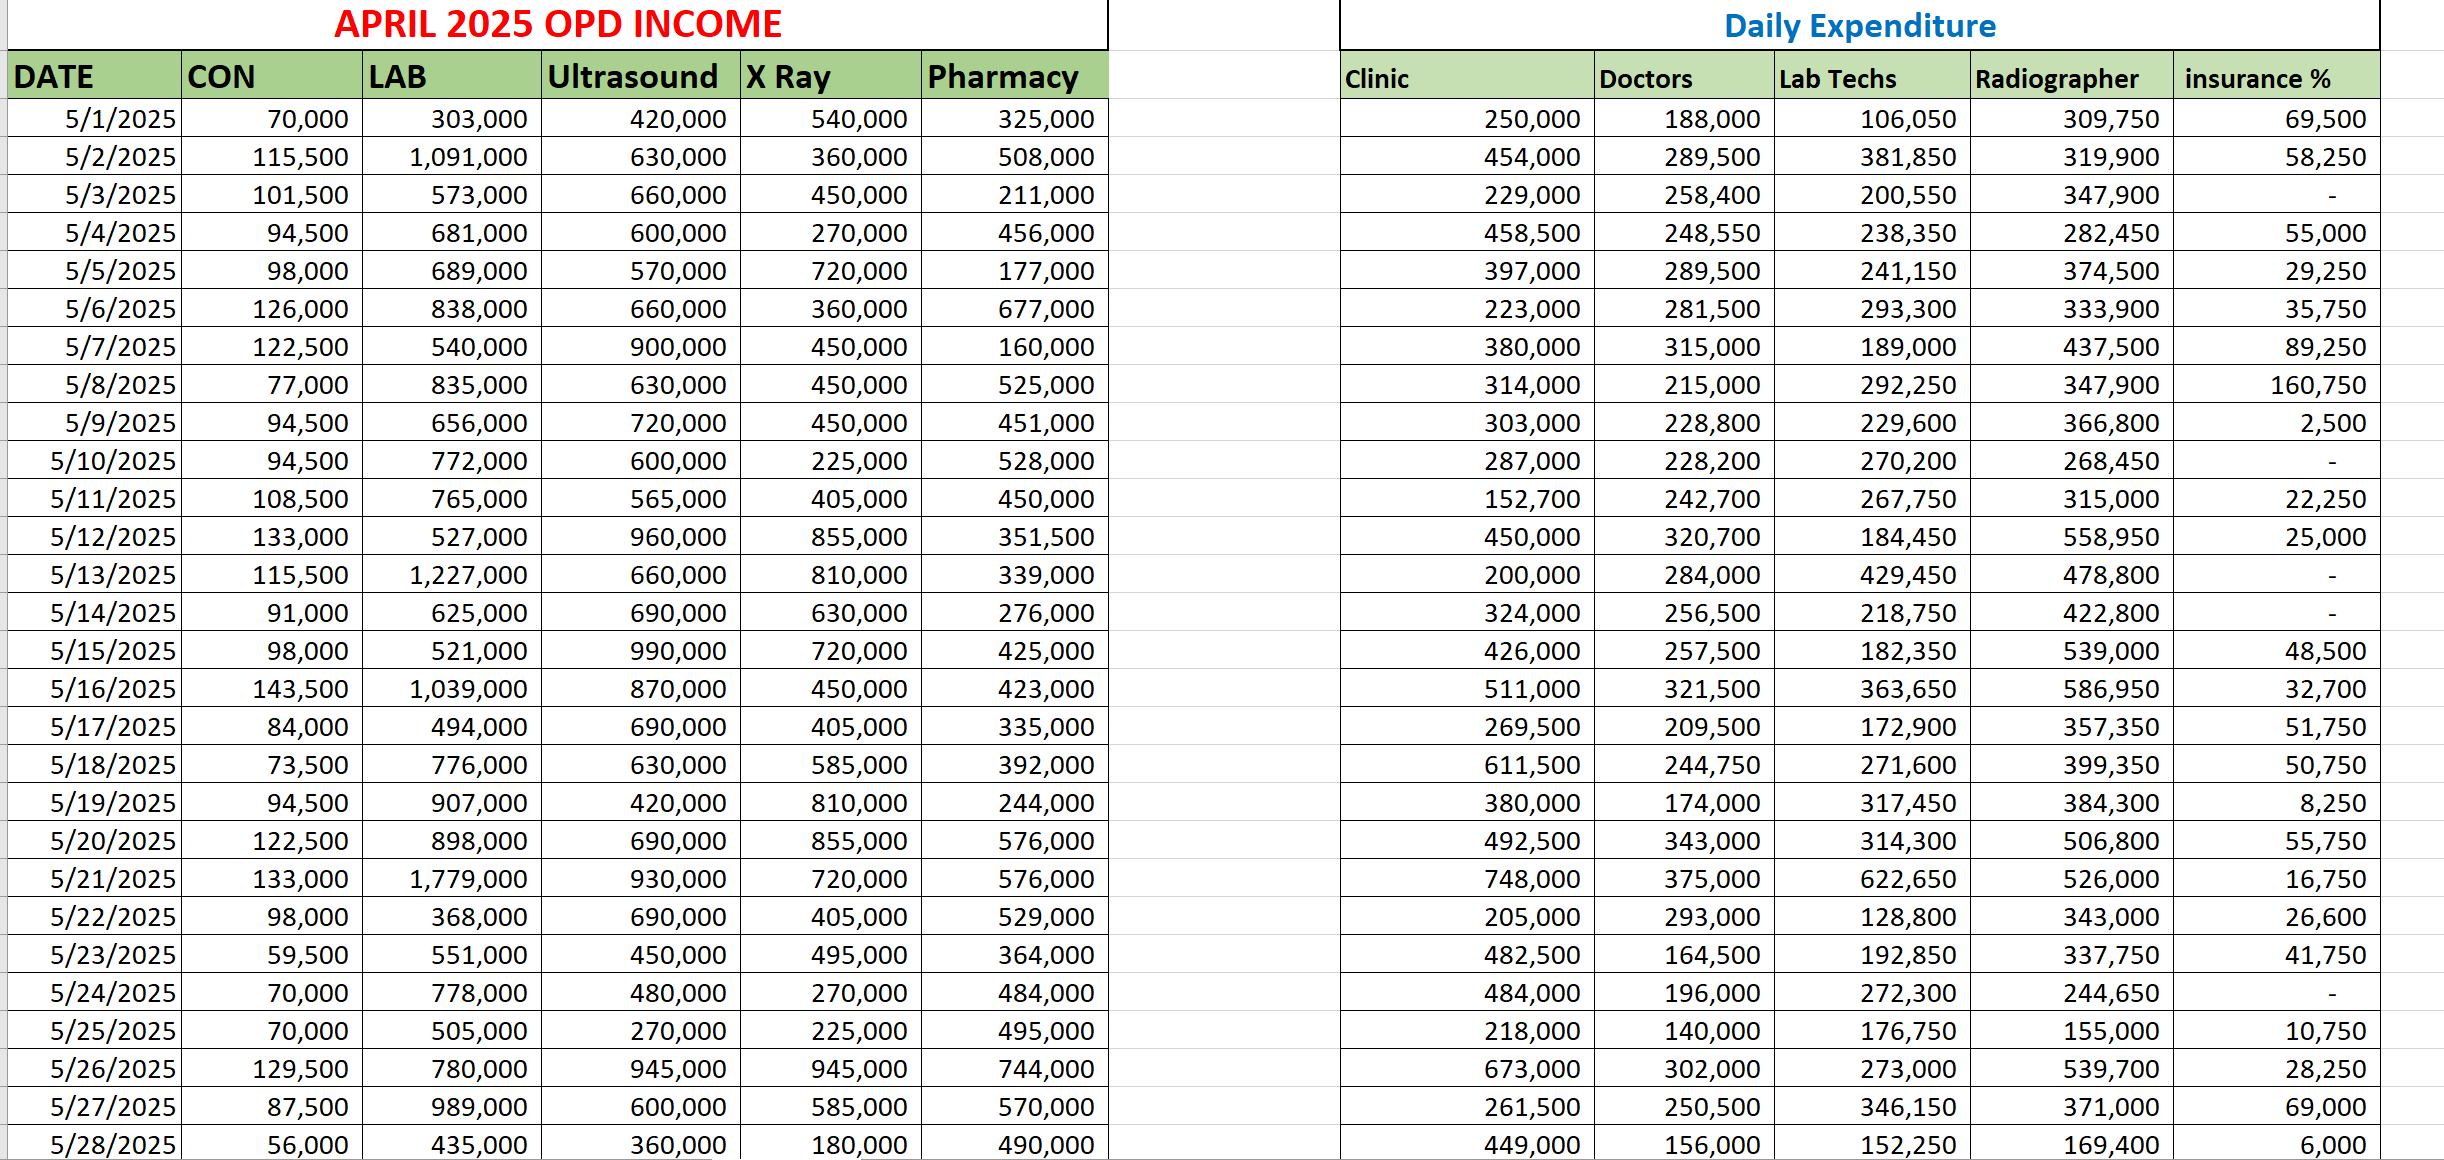 APRIL 2025 OPD INCOME Daily Expenditure
DATE CON LAB Ultrasound X Ray Pharmacy Clinic Doctors Lab Techs Radiographer insurance %
5/1/2025 70,000 303,000 420,000 540,000 325,000 250,000 188,000 106,050 309,750 69,500
5/2/2025 115,500 1,091,000 630,000 360,000 508,000 454,000 289,500 381,850 319,900 58,250
5/3/2025 101,500 573,000 660,000 450,000 211,000 229,000 258,400 200,550 347,900 -
5/4/2025 94,500 681,000 600,000 270,000 456,000 458,500 248,550 238,350 282,450 55,000
5/5/2025 98,000 689,000 570,000 720,000 177,000 397,000 289,500 241,150 374,500 29,250
5/6/2025 126,000 838,000 660,000 360,000 677,000 223,000 281,500 293,300 333,900 35,750
5/7/2025 122,500 540,000 900,000 450,000 160,000 380,000 315,000 189,000 437,500 89,250
5/8/2025 77,000 835,000 630,000 450,000 525,000 314,000 215,000 292,250 347,900 160,750
5/9/2025 94,500 656,000 720,000 450,000 451,000 303,000 228,800 229,600 366,800 2,500
5/10/2025 94,500 772,000 600,000 225,000 528,000 287,000 228,200 270,200 268,450 -
5/11/2025 108,500 765,000 565,000 405,000 450,000 152,700 242,700 267,750 315,000 22,250
5/12/2025 133,000 527,000 960,000 855,000 351,500 450,000 320,700 184,450 558,950 25,000
5/13/2025 115,500 1,227,000 660,000 810,000 339,000 200,000 284,000 429,450 478,800 -
5/14/2025 91,000 625,000 690,000 630,000 276,000 324,000 256,500 218,750 422,800 -
5/15/2025 98,000 521,000 990,000 720,000 425,000 426,000 257,500 182,350 539,000 48,500
5/16/2025 143,500 1,039,000 870,000 450,000 423,000 511,000 321,500 363,650 586,950 32,700
5/17/2025 84,000 494,000 690,000 405,000 335,000 269,500 209,500 172,900 357,350 51,750
5/18/2025 73,500 776,000 630,000 585,000 392,000 611,500 244,750 271,600 399,350 50,750
5/19/2025 94,500 907,000 420,000 810,000 244,000 380,000 174,000 317,450 384,300 8,250
5/20/2025 122,500 898,000 690,000 855,000 576,000 492,500 343,000 314,300 506,800 55,750
5/21/2025 133,000 1,779,000 930,000 720,000 576,000 748,000 375,000 622,650 526,000 16,750
5/22/2025 98,000 368,000 690,000 405,000 529,000 205,000 293,000 128,800 343,000 26,600
5/23/2025 59,500 551,000 450,000 495,000 364,000 482,500 164,500 192,850 337,750 41,750
5/24/2025 70,000 778,000 480,000 270,000 484,000 484,000 196,000 272,300 244,650 -
5/25/2025 70,000 505,000 270,000 225,000 495,000 218,000 140,000 176,750 155,000 10,750
5/26/2025 129,500 780,000 945,000 945,000 744,000 673,000 302,000 273,000 539,700 28,250
5/27/2025 87,500 989,000 600,000 585,000 570,000 261,500 250,500 346,150 371,000 69,000
5/28/2025 56,000 435,000 360,000 180,000 490,000 449,000 156,000 152,250 169,400 6,000